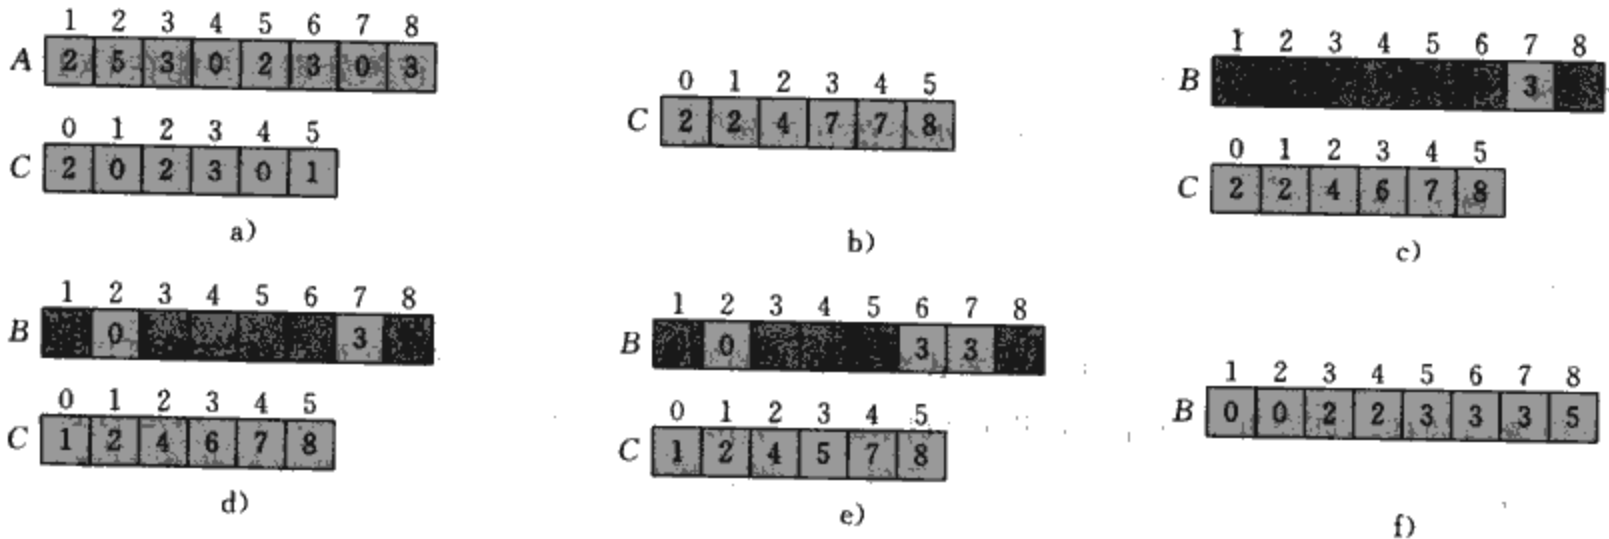 1 2 3 4 5 6 7 8
A 2 5 3 0 2 3 0 3
0 1 2 3 4 5
C 2 0 2 3 0 1
a)
0 1 2 3 4 5
C 2 2 4 7 7 8
b)
1 2 3 4 5 6 7 8
B 3
0 1 2 3 4 5
C 2 2 4 6 7 8
c)
1 2 3 4 5 6 7 8
B 0 3
0 1 2 3 4 5
C 1 2 4 6 7 8
d)
1 2 3 4 5 6 7 8
B 0 3 3
0 1 2 3 4 5
C 1 2 4 5 7 8
e)
1 2 3 4 5 6 7 8
B 0 0 2 2 3 3 3 5
f)